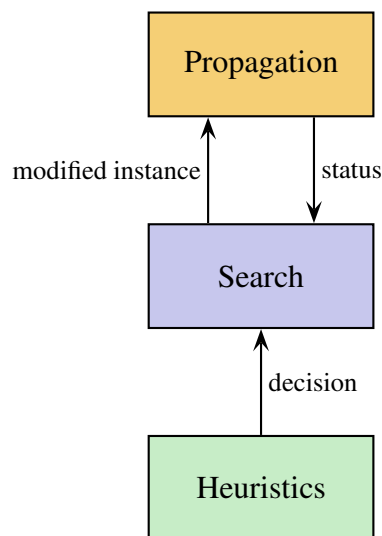 Propagation
modified instance
status
Search
decision
Heuristics